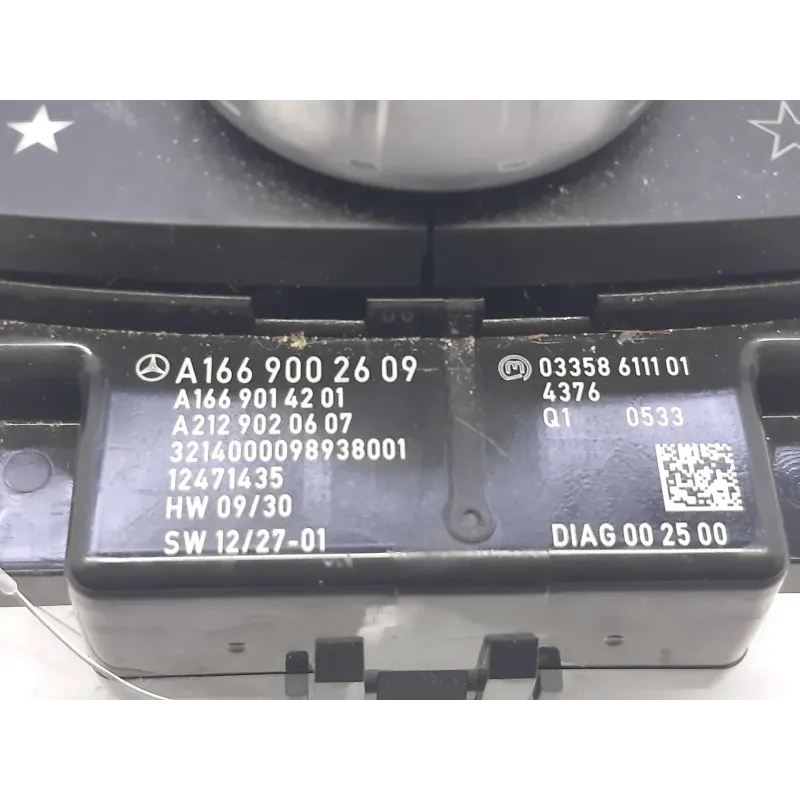 A166 900 26 09
A166 901 42 01
A212 902 06 07
3214000098938001
12471435
HW 09/30
SW 12/27-01
03358 6111 01
4376
Q1 0533
DIAG 00 25 00